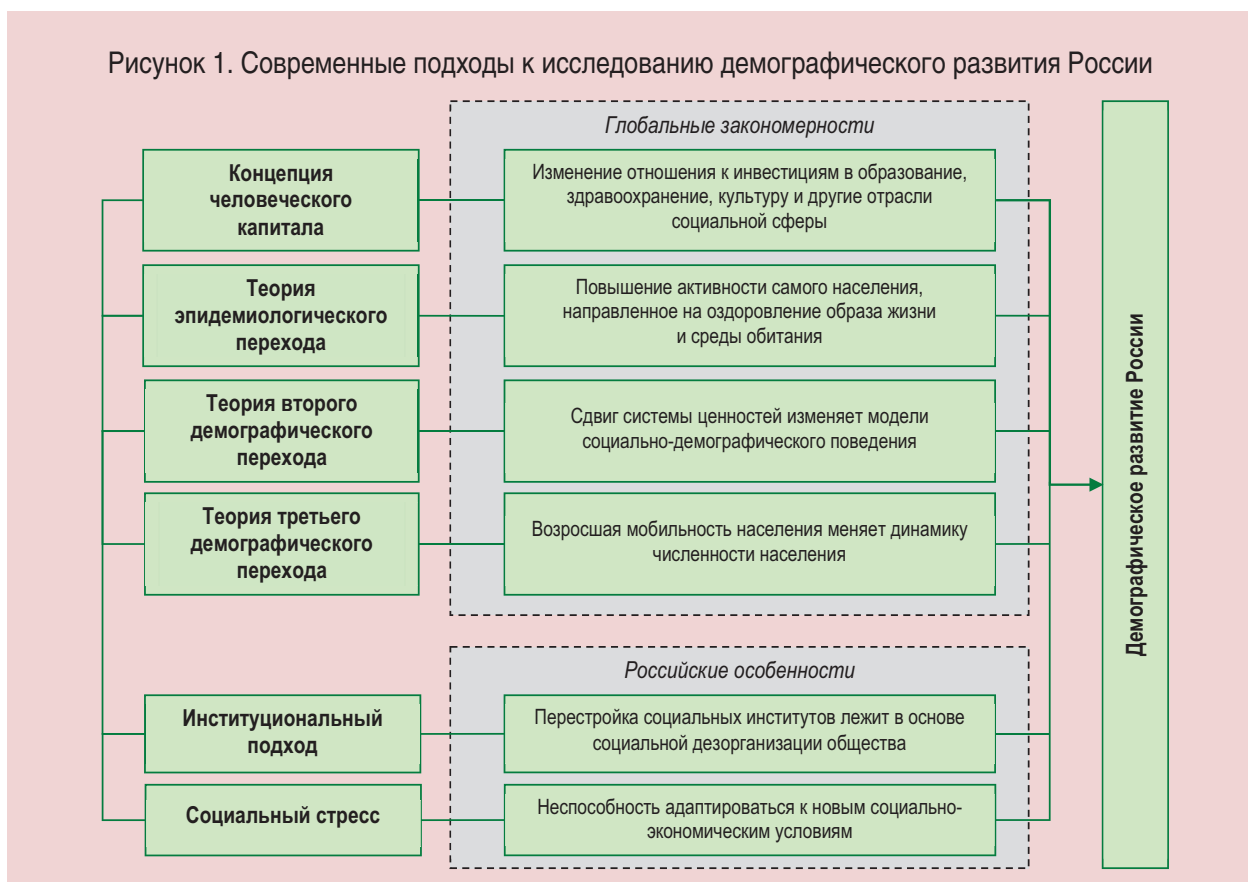 Рисунок 1. Современные подходы к исследованию демографического развития России
Глобальные закономерности
Концепция
человеческого
капитала
Изменение отношения к инвестициям в образование,
здравоохранение, культуру и другие отрасли
социальной сферы
Теория
эпидемиологического
перехода
Повышение активности самого населения,
направленное на оздоровление образа жизни
и среды обитания
Теория второго
демографического
перехода
Сдвиг системы ценностей изменяет модели
социально-демографического поведения
Теория третьего
демографического
перехода
Возросшая мобильность населения меняет динамику
численности населения
Российские особенности
Институциональный
подход
Перестройка социальных институтов лежит в основе
социальной дезорганизации общества
Социальный стресс
Неспособность адаптироваться к новым социально-
экономическим условиям
Демографическое развитие России